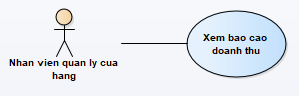 Nhan vien quan ly cua
hang
Xem bao cao
doanh thu